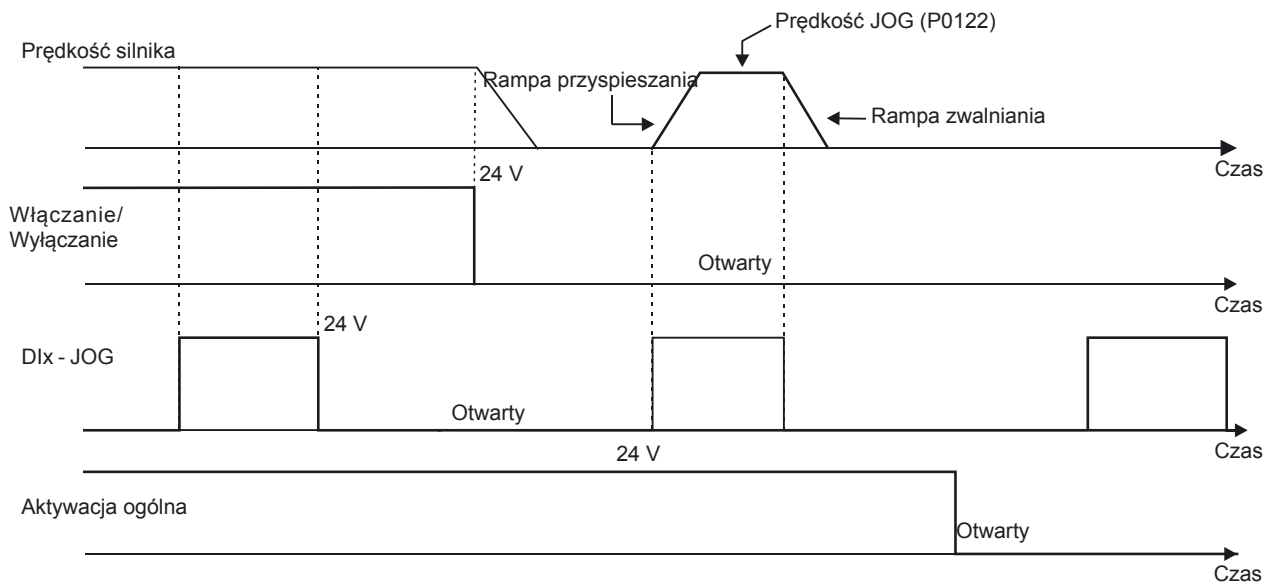 Prędkość JOG (P0122)
Prędkość silnika
Rampa przyspieszania
Rampa zwalniania
Czas
24 V
Włączanie/
Wyłączanie
Otwarty
Czas
24 V
DIx - JOG
Otwarty
Czas
24 V
Aktywacja ogólna
Otwarty
Czas